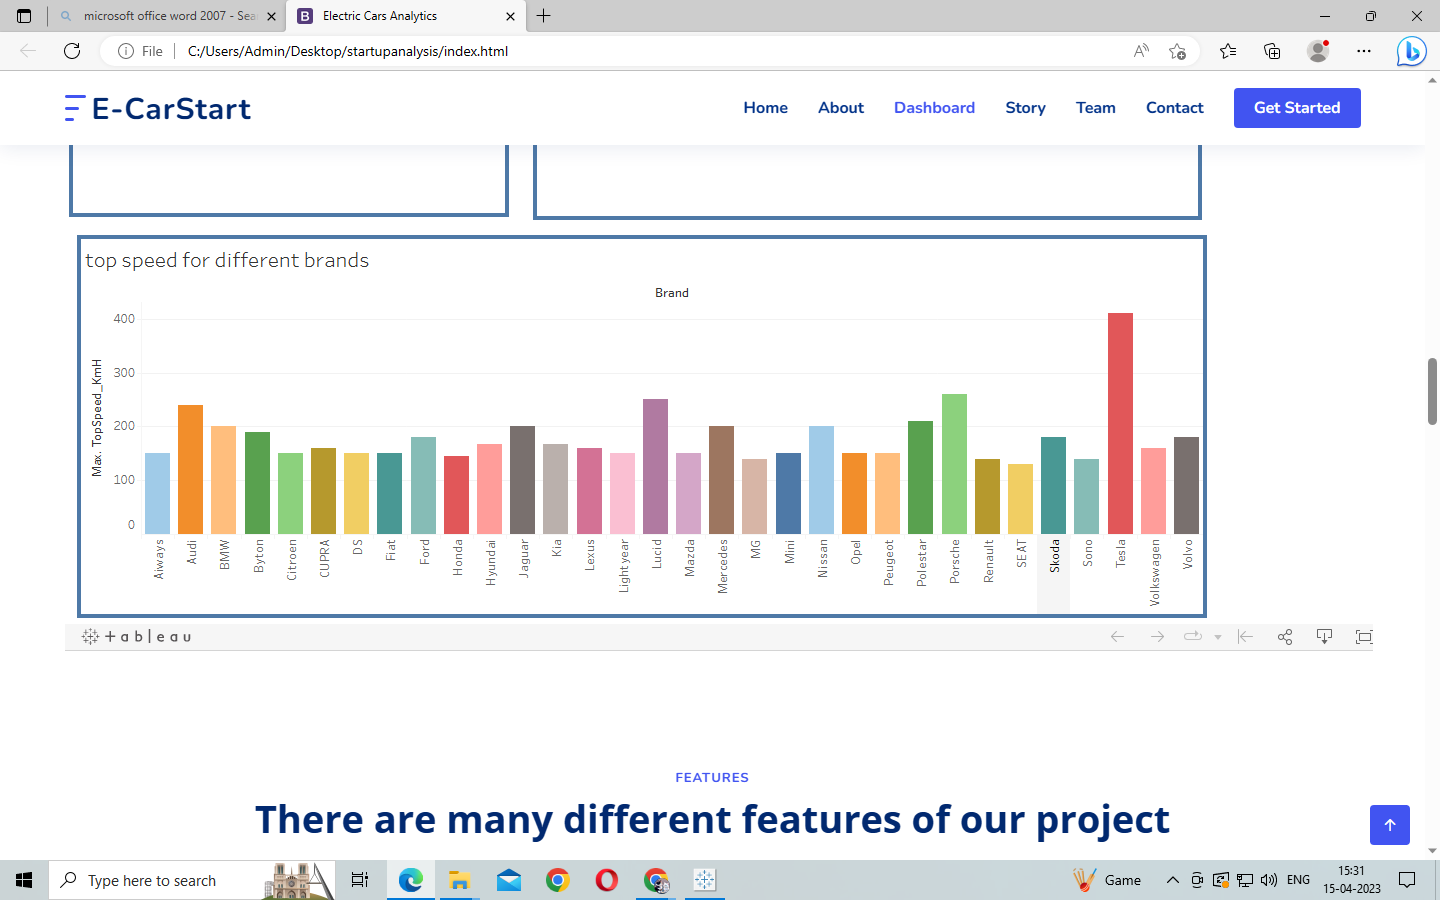 microsoft office word 2007 - Sea
Electric Cars Analytics
File
C:/Users/Admin/Desktop/startupanalysis/index.html
E-CarStart
Home About Dashboard Story Team Contact Get Started
top speed for different brands
Brand
Max. TopSpeed_KmH
400
300
200
100
0
Aiways
Audi
BMW
Byton
Citroen
CUPRA
DS
Fiat
Ford
Honda
Hyundai
Jaguar
Kia
Lexus
Lightyear
Lucid
Mazda
Mercedes
MG
Mini
Nissan
Opel
Peugeot
Polestar
Porsche
Renault
SEAT
Skoda
Sono
Tesla
Volkswagen
Volvo
+ableau
FEATURES
There are many different features of our project
Type here to search
Game
ENG
15:31
15-04-2023